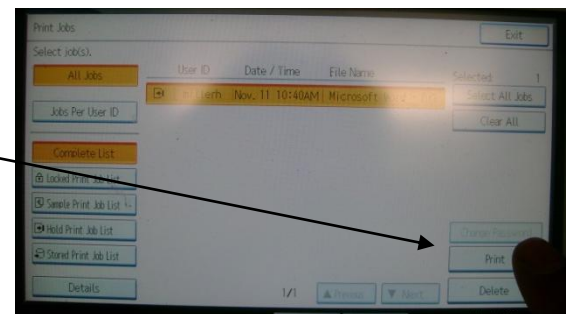 Print Jobs
Exit
Select job(s).
All Jobs
User ID Date / Time File Name
Selected: 1
Nov. 11 10:40AM Microsoft
Select All Jobs
Jobs Per User ID
Clear All
Complete List
Locked Print Job List
Sample Print Job List
Hold Print Job List
Change Password
Stored Print Job List
Print
Details
1/1
Previous
Next
Delete